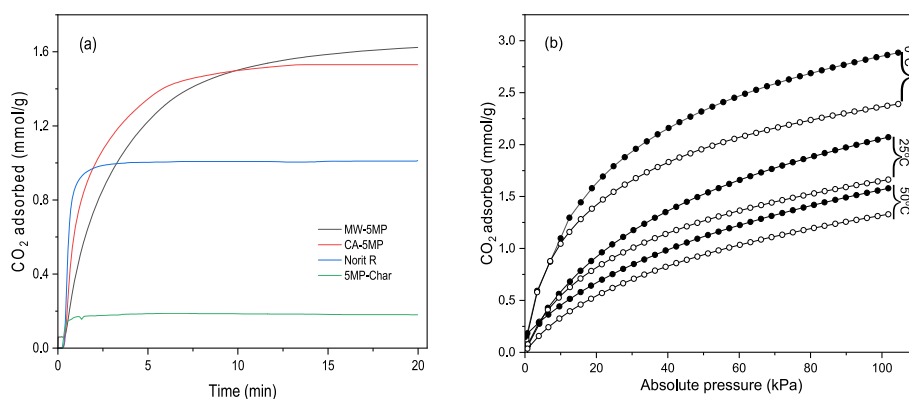 (a)
CO2 adsorbed (mmol/g)
1.6
1.2
0.8
0.4
0.0
MW-5MP
CA-5MP
Norit R
5MP-Char
0
5
10
15
20
Time (min)
(b)
CO2 adsorbed (mmol/g)
3.0
2.5
2.0
1.5
1.0
0.5
0.0
25°C
50°C
0
20
40
60
80
100
Absolute pressure (kPa)